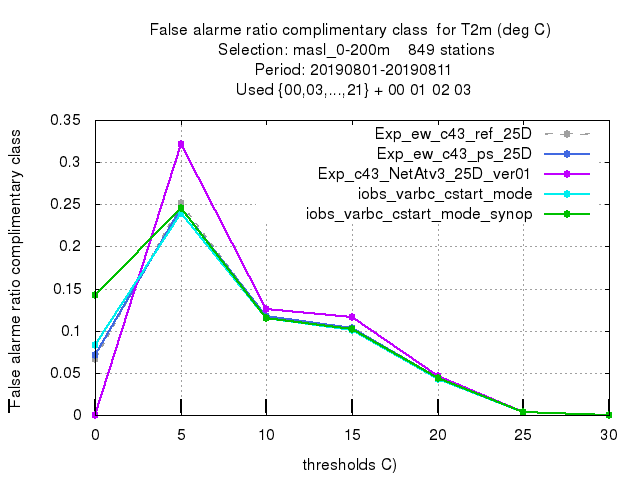 False alarme ratio complimentary class  for T2m (deg C)
Selection: masl_0-200m    849 stations
Period: 20190801-20190811
Used {00,03,...,21} + 00 01 02 03
False alarme ratio complimentary class
0.35
0.3
0.25
0.2
0.15
0.1
0.05
0
Exp_ew_c43_ref_25D
Exp_ew_c43_ps_25D
Exp_c43_NetAtv3_25D_ver01
iobs_varbc_cstart_mode
iobs_varbc_cstart_mode_synop
0 5 10 15 20 25 30
thresholds C)